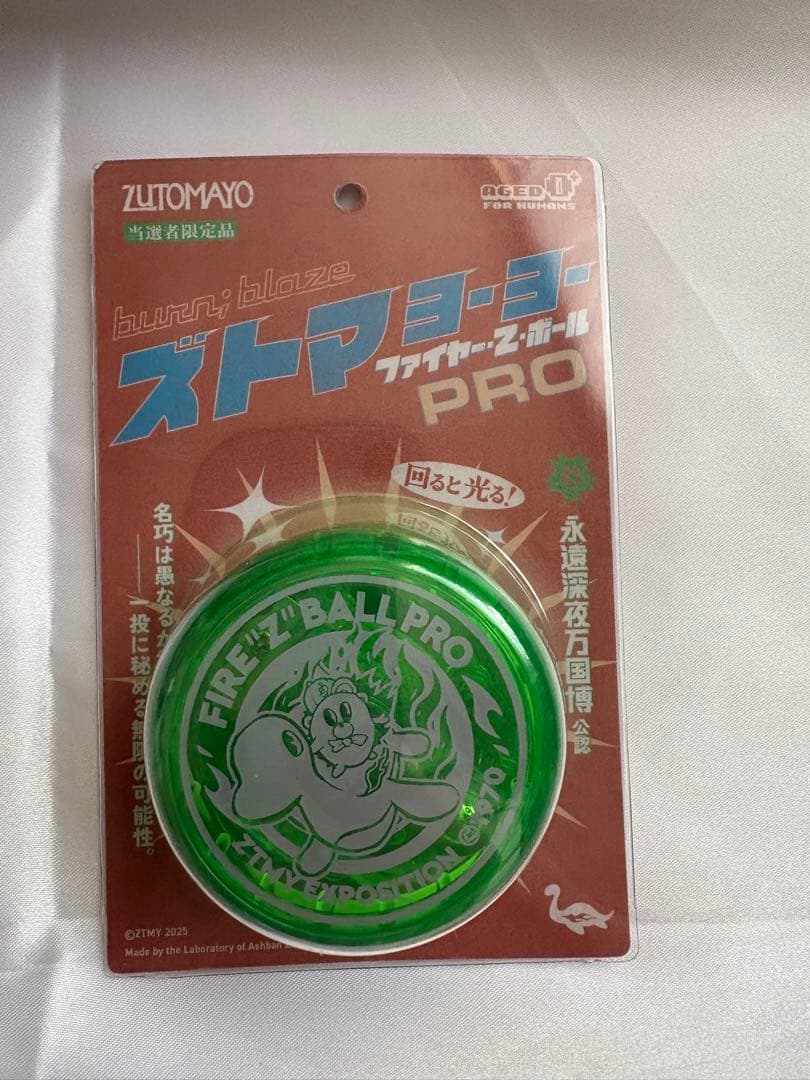 ZUTOMAYO
当選者限定品
AGED 0+
FOR HUMANS
burn; blaze
ズトマヨーヨー
ファイヤー・Z・ボール
PRO
回ると光る!
永遠深夜万国博 公認
名巧は愚なるが
──一投に秘める無限の可能性。
FIRE "Z" BALL PRO
ZTMY EXPOSITION ©1970
©ZTMY 2025
Made by the Laboratory of Ashban